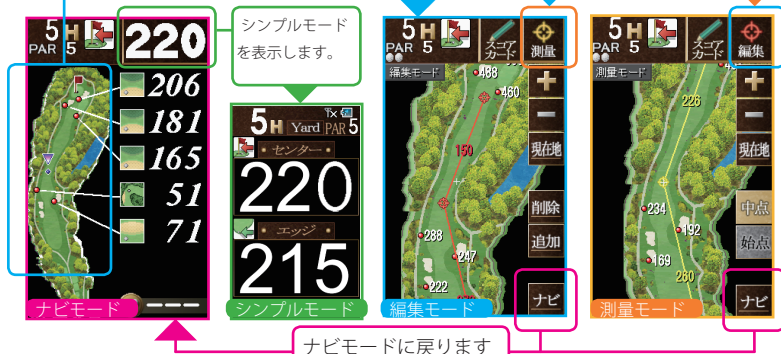 5 H
PAR 5
220
206
181
165
51
71
ナビモード
シンプルモード
を表示します。
5H Yard PAR 5
・センター・
220
・エッジ・
215
シンプルモード
5 H
PAR 5
スコア
カード
測量
編集モード
488
460
150
現在地
削除
追加
288
247
222
ナビ
編集モード
5 H
PAR 5
スコア
カード
編集
測量モード
226
現在地
中点
始点
234
192
169
260
ナビ
測量モード
ナビモードに戻ります